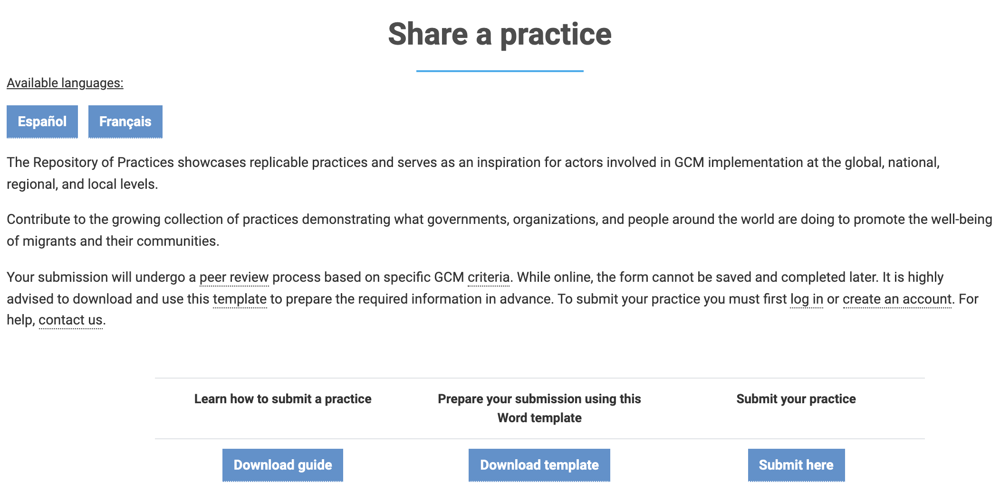 Share a practice
Available languages:
Español Français
The Repository of Practices showcases replicable practices and serves as an inspiration for actors involved in GCM implementation at the global, national,
regional, and local levels.
Contribute to the growing collection of practices demonstrating what governments, organizations, and people around the world are doing to promote the well-being
of migrants and their communities.
Your submission will undergo a peer review process based on specific GCM criteria. While online, the form cannot be saved and completed later. It is highly
advised to download and use this template to prepare the required information in advance. To submit your practice you must first log in or create an account. For
help, contact us.
Learn how to submit a practice
Prepare your submission using this
Word template
Submit your practice
Download guide
Download template
Submit here